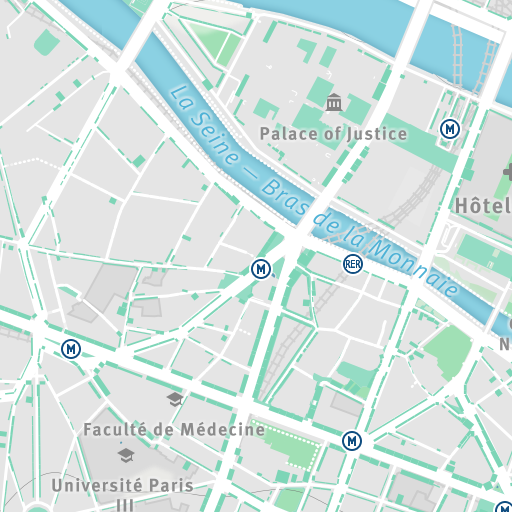 La Seine – Bras de la Monnaie
Palace of Justice
M
Hôtel
M
RER
N
M
Faculté de Médecine
M
Université Paris
III
M